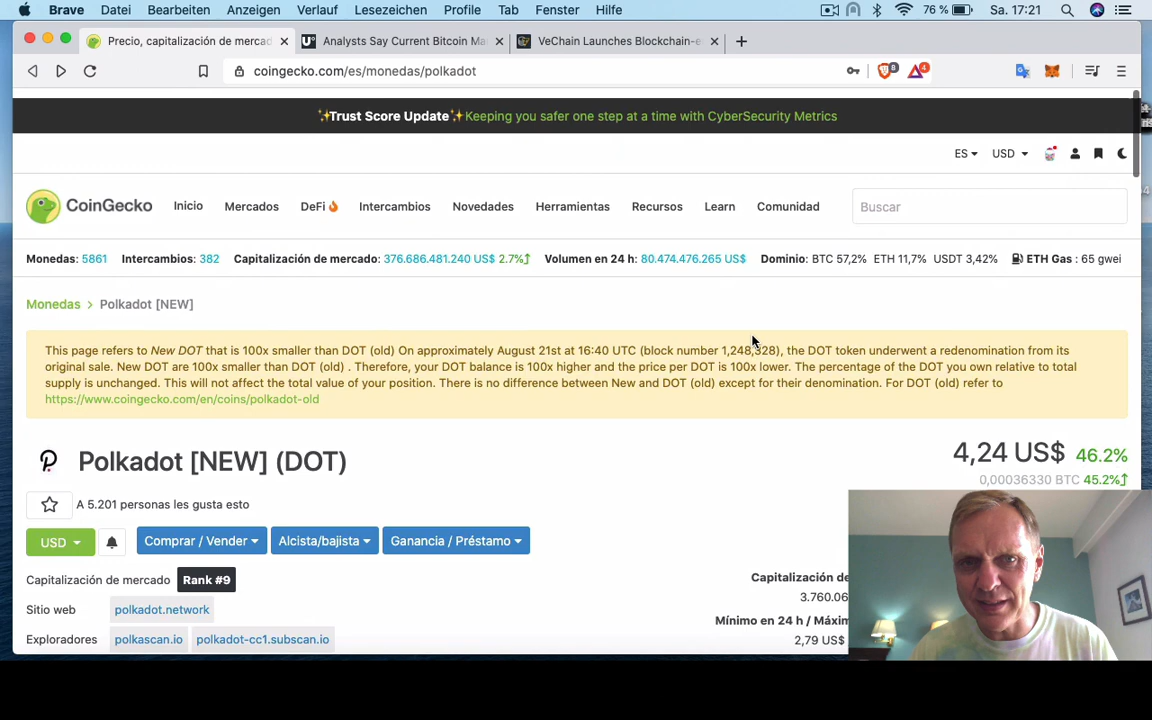 Brave Datei Bearbeiten Anzeigen Verlauf Lesezeichen Profile Tab Fenster Hilfe 76 % Sa. 17:21
Precio, capitalización de mercad Analysts Say Current Bitcoin Ma VeChain Launches Blockchain-e
coingecko.com/es/monedas/polkadot 8 4
✨Trust Score Update✨Keeping you safer one step at a time with CyberSecurity Metrics
ES USD
CoinGecko Inicio Mercados DeFi🔥 Intercambios Novedades Herramientas Recursos Learn Comunidad Buscar
Monedas: 5861 Intercambios: 382 Capitalización de mercado: 376.686.481.240 US$ 2.7% Volumen en 24 h: 80.474.476.265 US$ Dominio: BTC 57,2% ETH 11,7% USDT 3,42% ETH Gas : 65 gwei
Monedas > Polkadot [NEW]
This page refers to New DOT that is 100x smaller than DOT (old) On approximately August 21st at 16:40 UTC (block number 1,248,328), the DOT token underwent a redenomination from its
original sale. New DOT are 100x smaller than DOT (old) . Therefore, your DOT balance is 100x higher and the price per DOT is 100x lower. The percentage of the DOT you own relative to total
supply is unchanged. This will not affect the total value of your position. There is no difference between New and DOT (old) except for their denomination. For DOT (old) refer to
https://www.coingecko.com/en/coins/polkadot-old
Polkadot [NEW] (DOT) 4,24 US$ 46.2%
0,00036330 BTC 45.2%
A 5.201 personas les gusta esto
USD Comprar / Vender Alcista/bajista Ganancia / Préstamo
Capitalización de mercado Rank #9 Capitalización de
3.760.06
Sitio web polkadot.network
Mínimo en 24 h / Máxim
Exploradores polkascan.io polkadot-cc1.subscan.io 2,79 US$